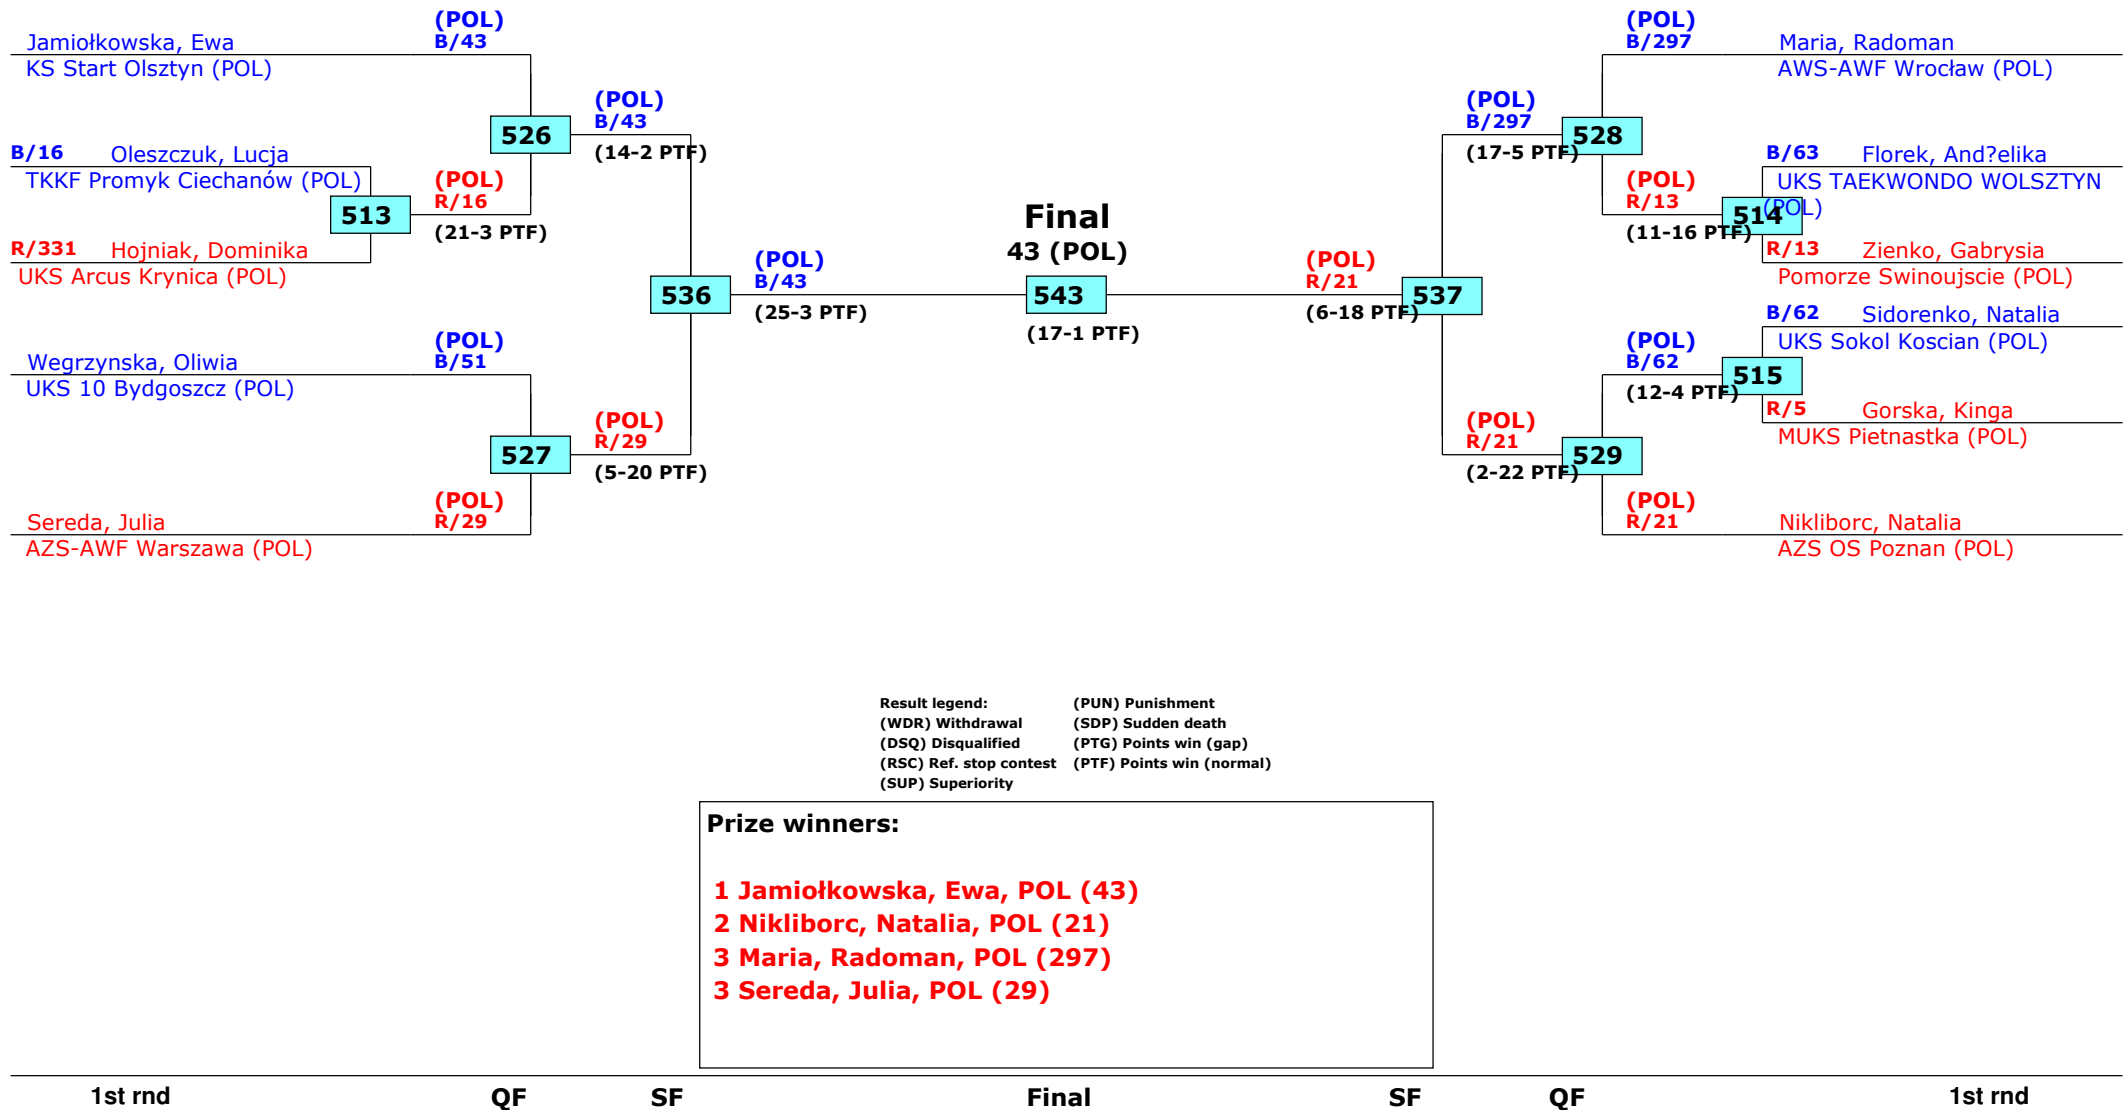 (POL)
B/43
Jamiołkowska, Ewa
KS Start Olsztyn (POL)
B/16 Oleszczuk, Lucja
TKKF Promyk Ciechanów (POL)
513
R/331 Hojniak, Dominika
UKS Arcus Krynica (POL)
(POL)
R/16
(21-3 PTF)
526
(POL)
B/43
(14-2 PTF)
Wegrzynska, Oliwia
UKS 10 Bydgoszcz (POL)
(POL)
B/51
527
Sereda, Julia
AZS-AWF Warszawa (POL)
(POL)
R/29
(POL)
R/29
(5-20 PTF)
536
(POL)
B/43
(25-3 PTF)
Final
43 (POL)
543
(17-1 PTF)
(POL)
R/21
(6-18 PTF)
537
(POL)
B/297
(17-5 PTF)
528
(POL)
B/297
Maria, Radoman
AWS-AWF Wrocław (POL)
(POL)
R/13
(11-16 PTF)
514
B/63 Florek, And?elika
UKS TAEKWONDO WOLSZTYN
(POL)
R/13 Zienko, Gabrysia
Pomorze Swinoujscie (POL)
B/62 Sidorenko, Natalia
UKS Sokol Koscian (POL)
(POL)
B/62
(12-4 PTF)
515
R/5 Gorska, Kinga
MUKS Pietnastka (POL)
(POL)
R/21
(2-22 PTF)
529
(POL)
R/21
Nikliborc, Natalia
AZS OS Poznan (POL)
Result legend:
(WDR) Withdrawal
(DSQ) Disqualified
(RSC) Ref. stop contest
(SUP) Superiority
(PUN) Punishment
(SDP) Sudden death
(PTG) Points win (gap)
(PTF) Points win (normal)
Prize winners:
1 Jamiołkowska, Ewa, POL (43)
2 Nikliborc, Natalia, POL (21)
3 Maria, Radoman, POL (297)
3 Sereda, Julia, POL (29)
1st rnd QF SF Final SF QF 1st rnd